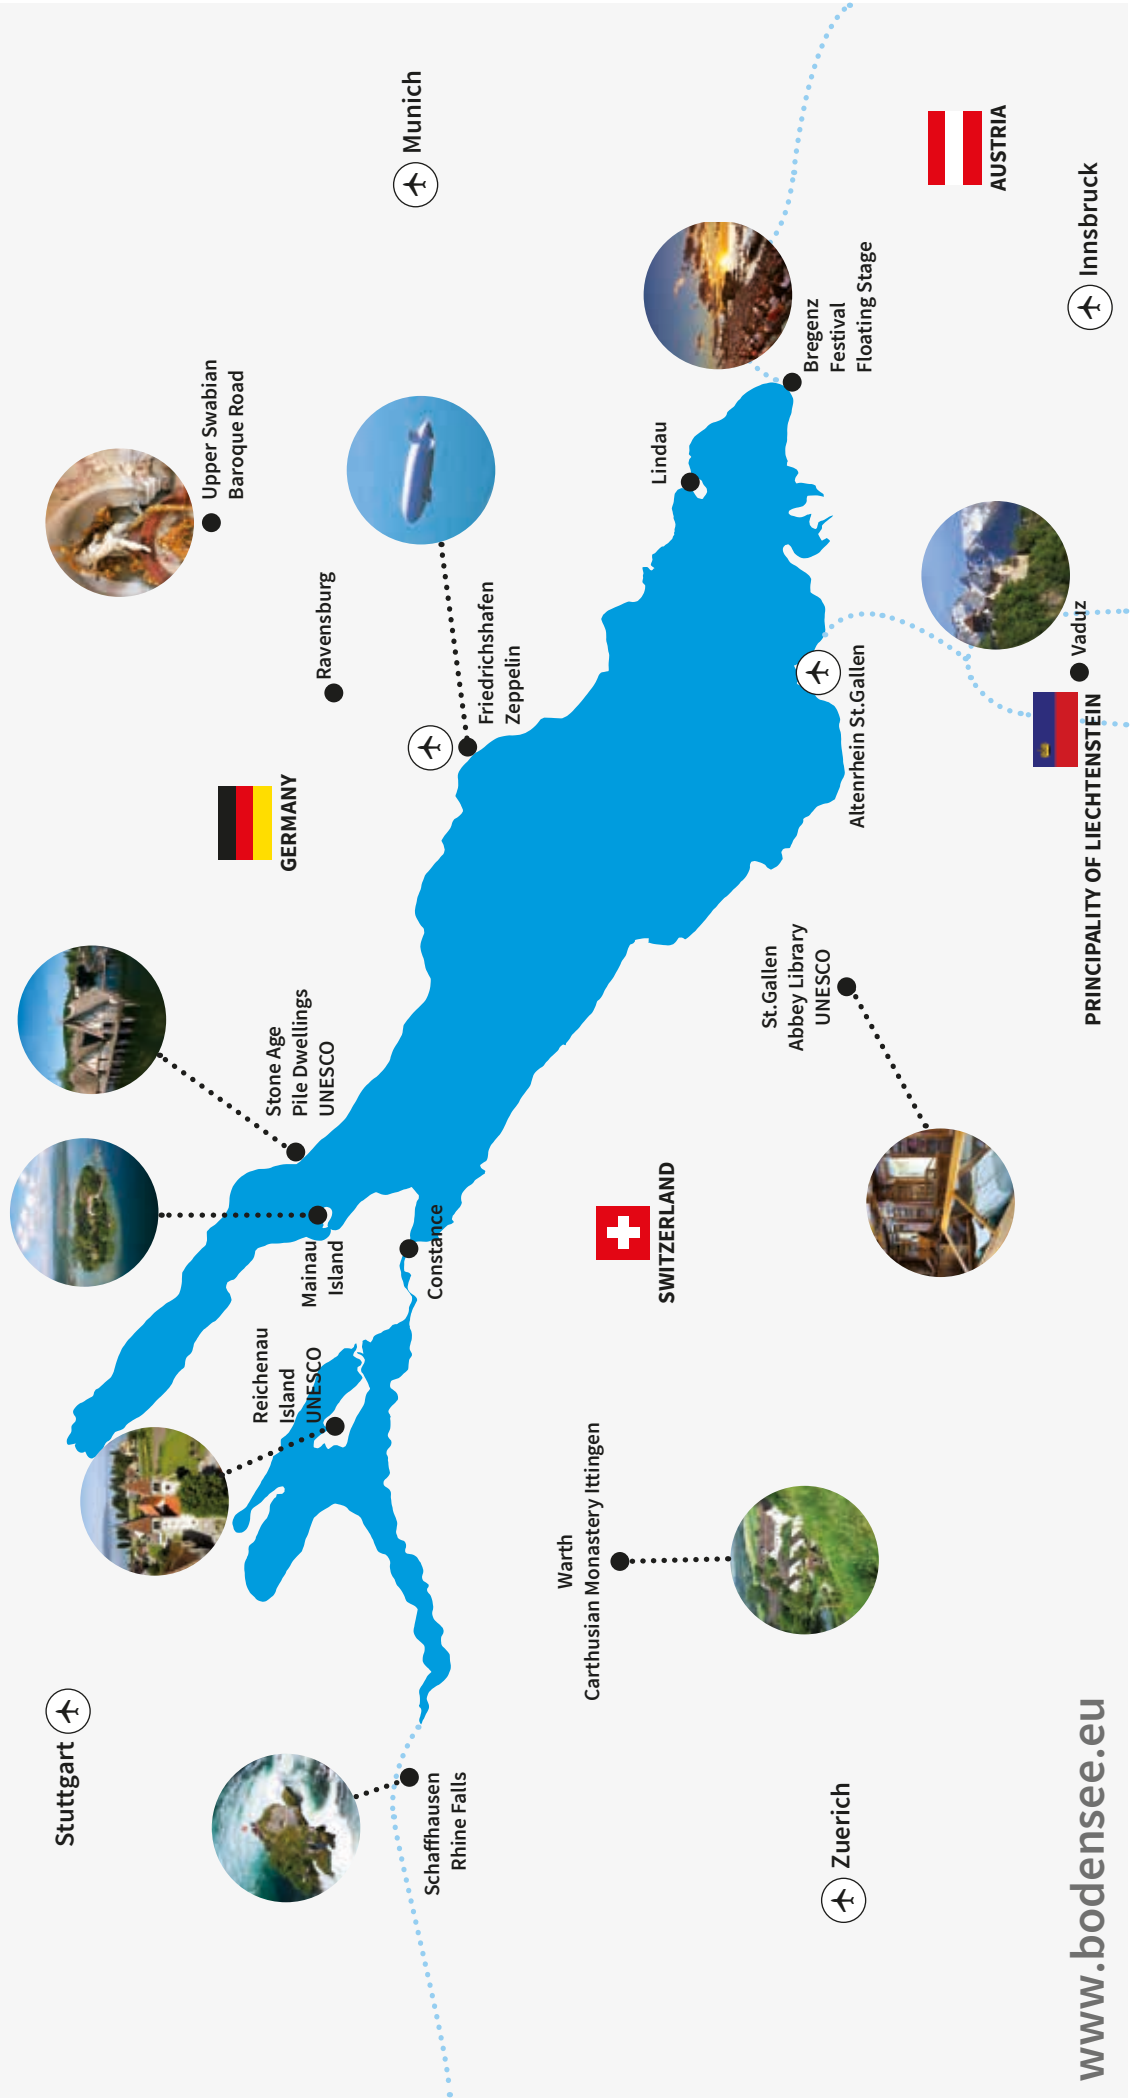 Stuttgart
Reichenau
Island
UNESCO
Mainau
Island
Stone Age
Pile Dwellings
UNESCO
GERMANY
Ravensburg
Upper Swabian
Baroque Road
Munich
Schaffhausen
Rhine Falls
Constance
Friedrichshafen
Zeppelin
Lindau
Warth
Carthusian Monastery Ittingen
SWITZERLAND
St.Gallen
Abbey Library
UNESCO
Altenrhein St.Gallen
Bregenz
Festival
Floating Stage
AUSTRIA
Zuerich
www.bodensee.eu
PRINCIPALITY OF LIECHTENSTEIN
Vaduz
Innsbruck